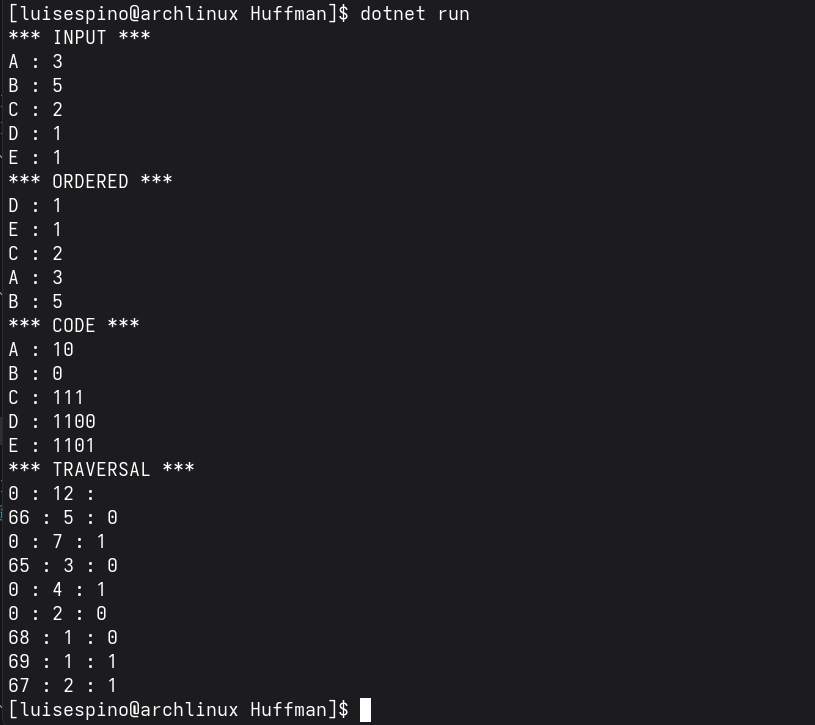 [luisespino@archlinux Huffman]$ dotnet run
*** INPUT ***
A : 3
B : 5
C : 2
D : 1
E : 1
*** ORDERED ***
D : 1
E : 1
C : 2
A : 3
B : 5
*** CODE ***
A : 10
B : 0
C : 111
D : 1100
E : 1101
*** TRAVERSAL ***
0 : 12 :
66 : 5 : 0
0 : 7 : 1
65 : 3 : 0
0 : 4 : 1
0 : 2 : 0
68 : 1 : 0
69 : 1 : 1
67 : 2 : 1
[luisespino@archlinux Huffman]$